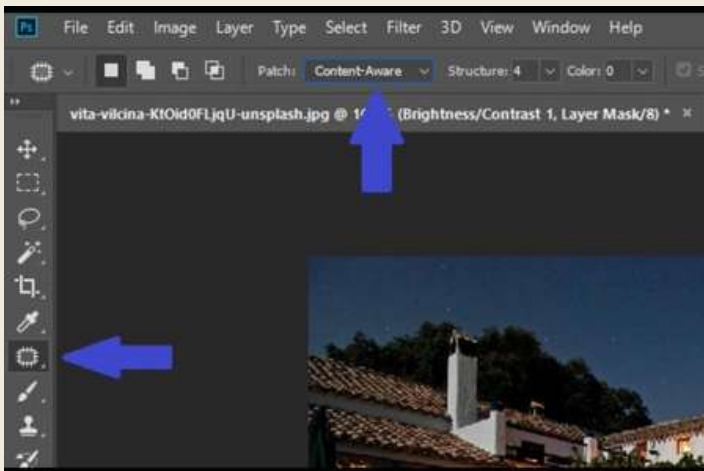 Ps File Edit Image Layer Type Select Filter 3D View Window Help
Patch: Content-Aware Structure: 4 Color: 0
vita-vilcina-KtOid0FLjqU-unsplash.jpg @ (Brightness/Contrast 1, Layer Mask/8) *